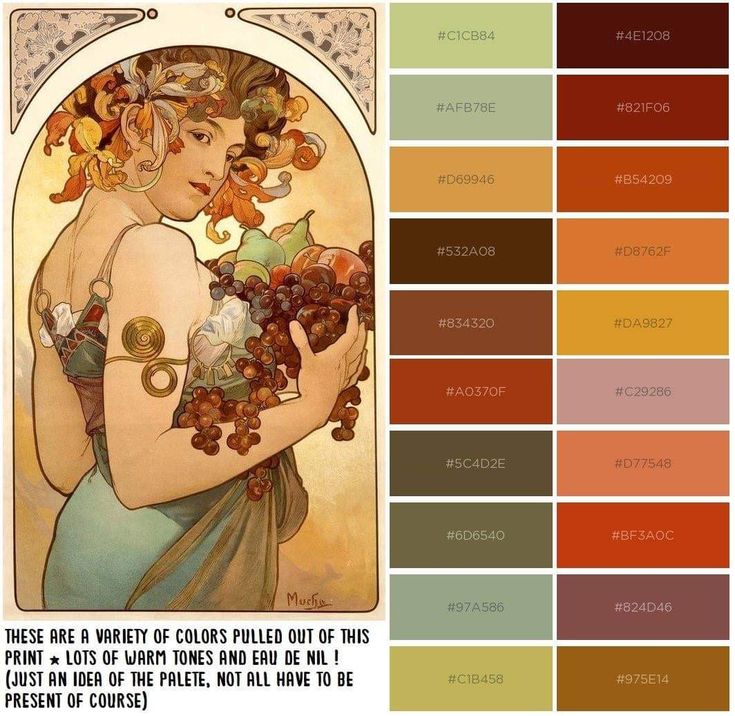 Mucha
THESE ARE A VARIETY OF COLORS PULLED OUT OF THIS
PRINT ★ LOTS OF WARM TONES AND EAU DE NIL !
(JUST AN IDEA OF THE PALETE, NOT ALL HAVE TO BE
PRESENT OF COURSE)
#C1CB84 #4E1208
#AFB78E #821F06
#D69946 #B54209
#532A08 #D8762F
#834320 #DA9827
#A0370F #C29286
#5C4D2E #D77548
#6D6540 #BF3A0C
#97A586 #824D46
#C1B458 #975E14